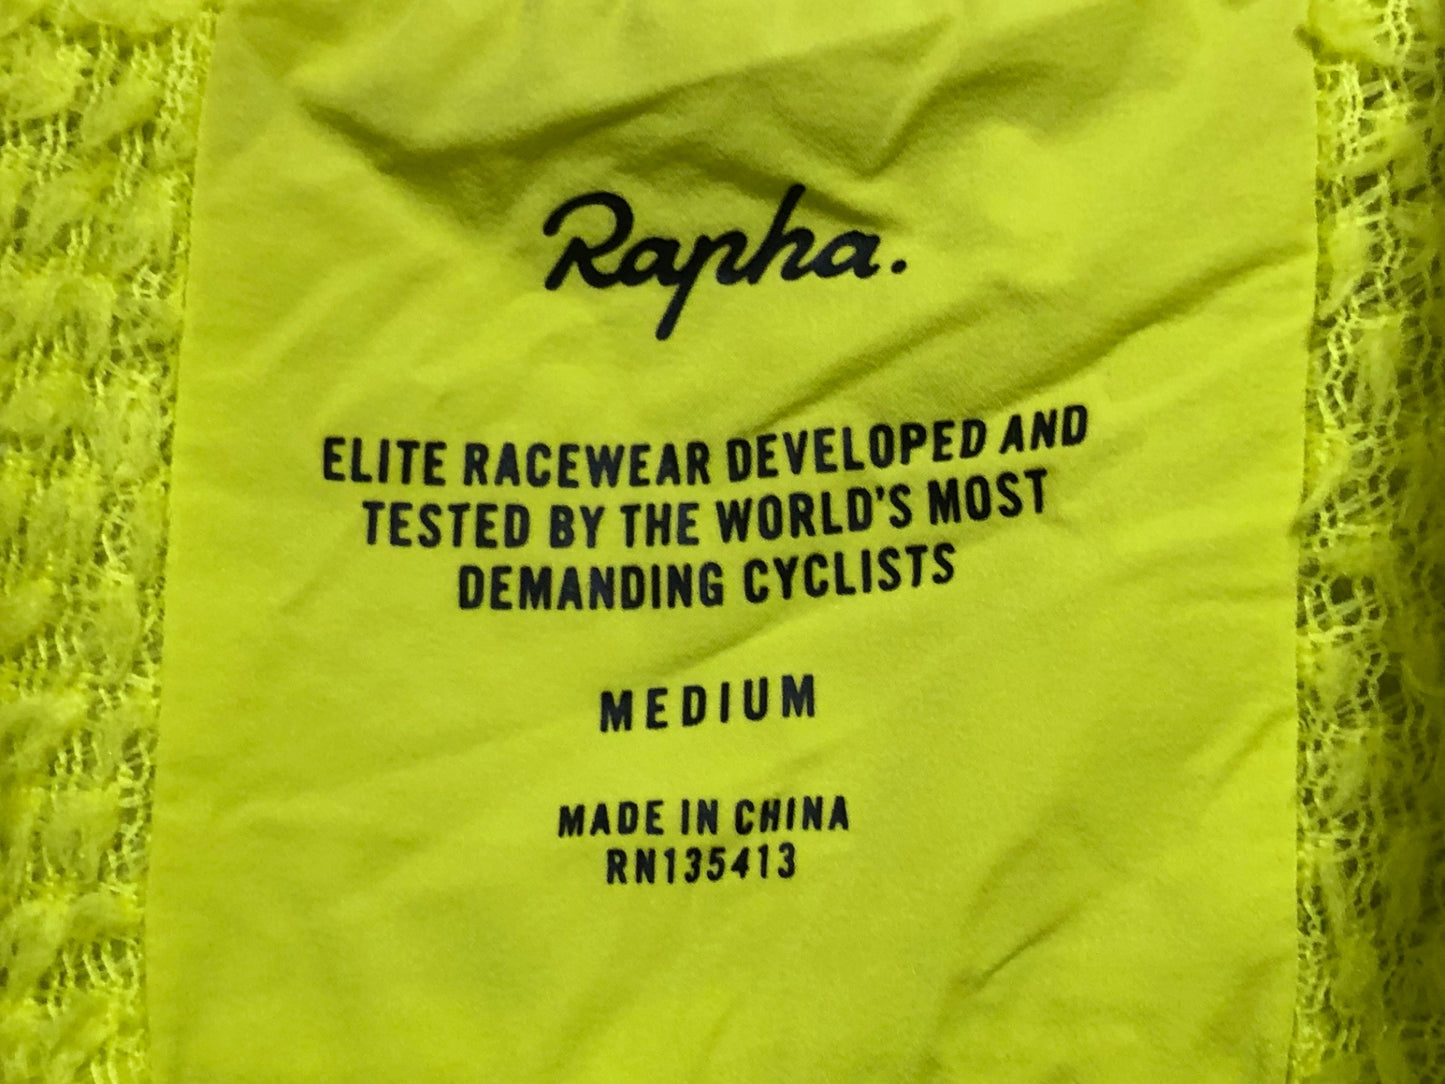 Rapha.
ELITE RACEWEAR DEVELOPED AND
TESTED BY THE WORLD'S MOST
DEMANDING CYCLISTS
MEDIUM
MADE IN CHINA
RN135413